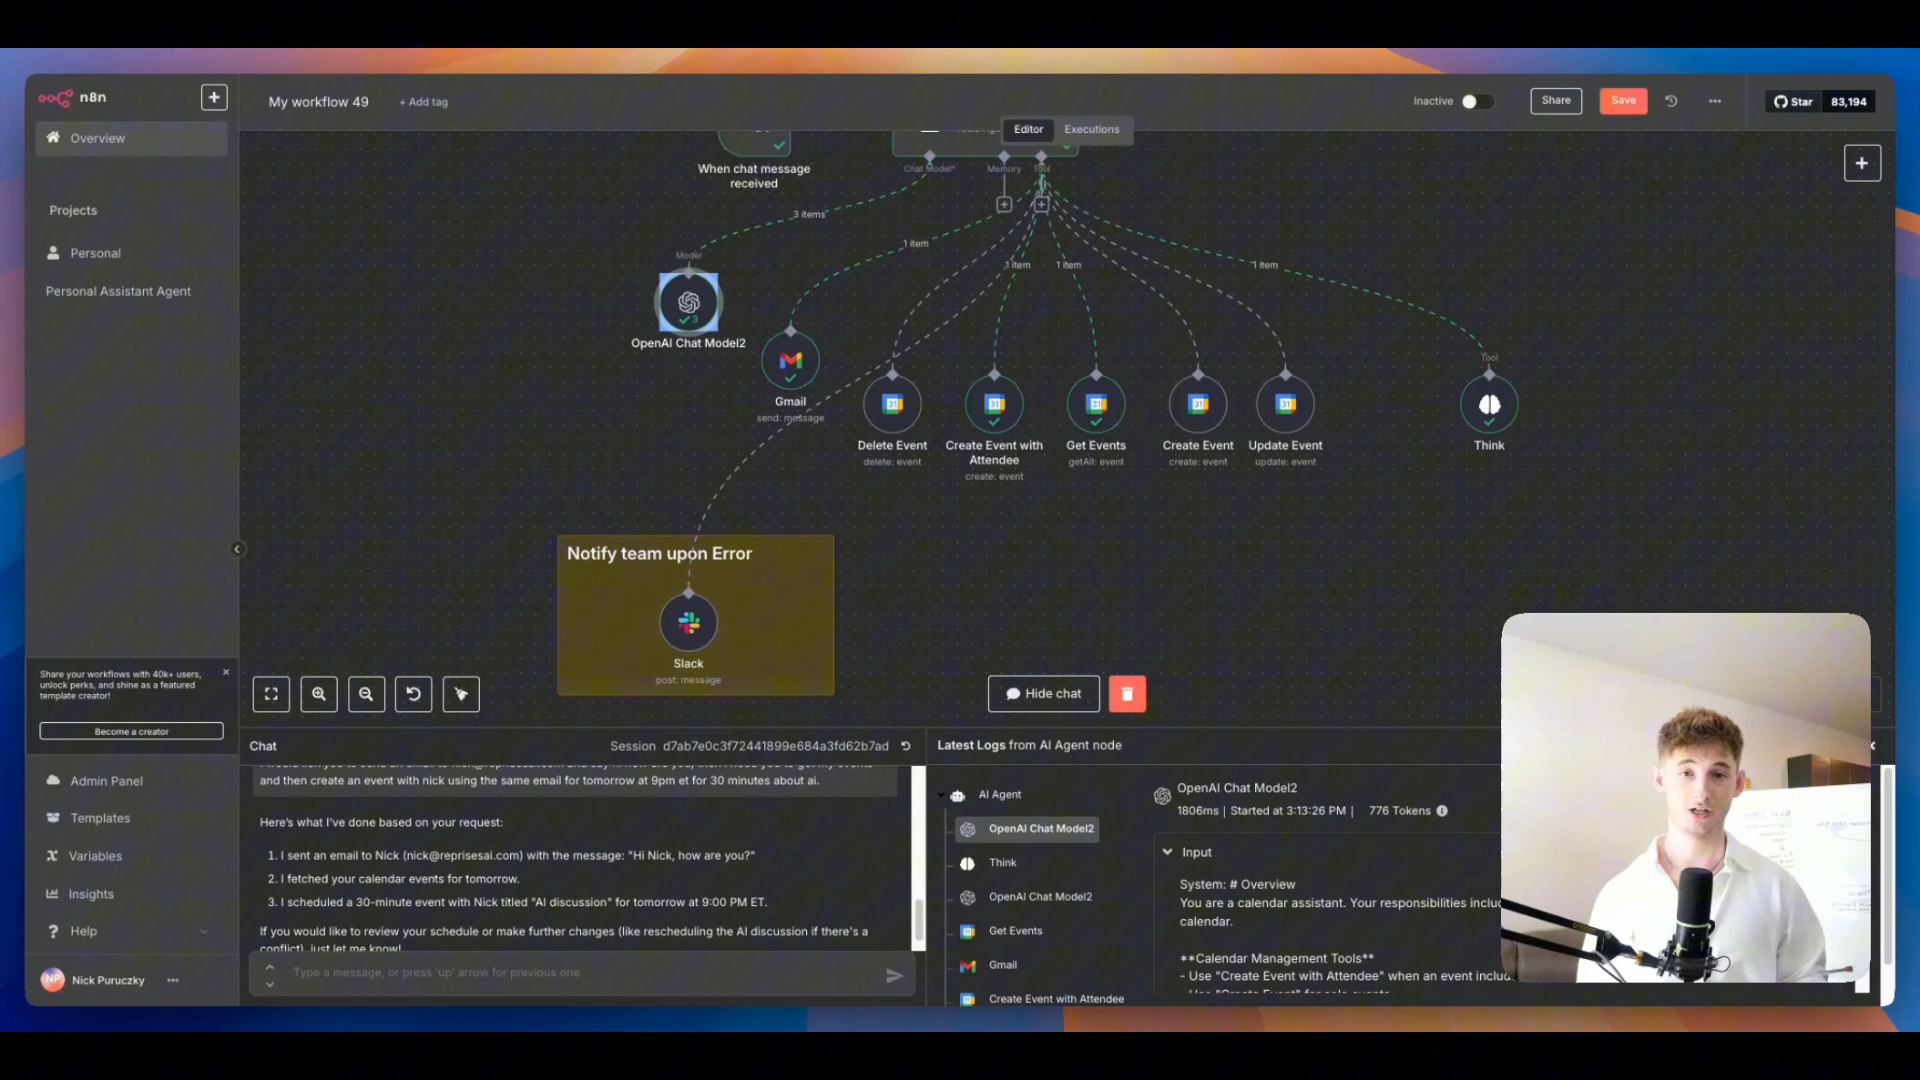 n8n
My workflow 49
+ Add tag
Inactive
Share
Save
Star
83,194
Editor
Executions
Overview
Projects
Personal
Personal Assistant Agent
When chat message
received
Chat Model*
Memory
Tool
3 items
1 item
1 item
1 item
1 item
Model
3
OpenAI Chat Model2
Gmail
send: message
31
Delete Event
delete: event
31
Create Event with
Attendee
create: event
31
Get Events
getAll: event
31
Create Event
create: event
31
Update Event
update: event
Tool
Think
Notify team upon Error
Slack
post: message
Share your workflows with 40k+ users,
unlock perks, and shine as a featured
template creator!
Become a creator
Hide chat
Admin Panel
Templates
Variables
Insights
Help
NP
Nick Puruczky
Chat
Session d7ab7e0c3f72441899e684a3fd62b7ad
and then create an event with nick using the same email for tomorrow at 9pm et for 30 minutes about ai.
Here's what I've done based on your request:
1. I sent an email to Nick (nick@reprisesai.com) with the message: "Hi Nick, how are you?"
2. I fetched your calendar events for tomorrow.
3. I scheduled a 30-minute event with Nick titled "AI discussion" for tomorrow at 9:00 PM ET.
If you would like to review your schedule or make further changes (like rescheduling the AI discussion if there's a
conflict), just let me know!
Type a message, or press 'up' arrow for previous one
Latest Logs from AI Agent node
AI Agent
OpenAI Chat Model2
Think
OpenAI Chat Model2
Get Events
Gmail
Create Event with Attendee
OpenAI Chat Model2
1806ms | Started at 3:13:26 PM | 776 Tokens
Input
System: # Overview
You are a calendar assistant. Your responsibilities
calendar.
**Calendar Management Tools**
- Use "Create Event with Attendee" when an event